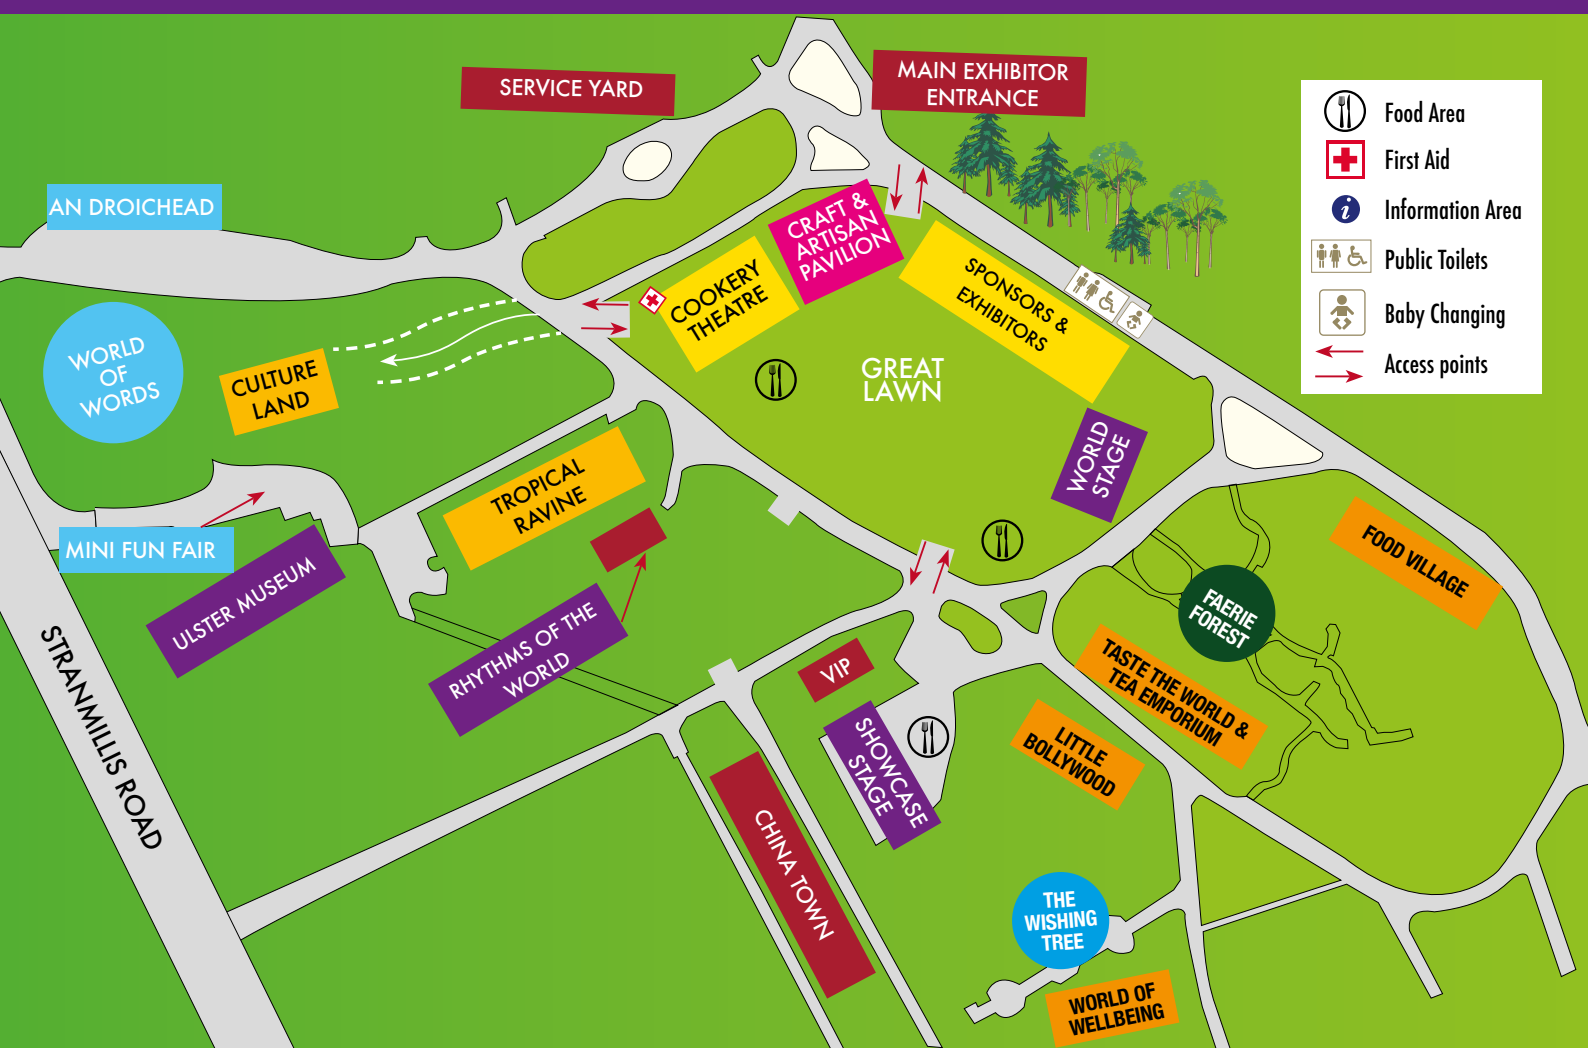 SERVICE YARD
MAIN EXHIBITOR
ENTRANCE
Food Area
First Aid
i
Information Area
Public Toilets
Baby Changing
Access points
AN DROICHEAD
CRAFT &
ARTISAN
PAVILION
COOKERY
THEATRE
SPONSORS &
EXHIBITORS
WORLD
OF
WORDS
CULTURE
LAND
GREAT
LAWN
WORLD
STAGE
TROPICAL
RAVINE
MINI FUN FAIR
ULSTER MUSEUM
RHYTHMS OF THE
WORLD
FOOD VILLAGE
FAERIE
FOREST
STRANMILLIS ROAD
VIP
TASTE THE WORLD &
TEA EMPORIUM
SHOWCASE
STAGE
LITTLE
BOLLYWOOD
CHINA TOWN
THE
WISHING
TREE
WORLD OF
WELLBEING